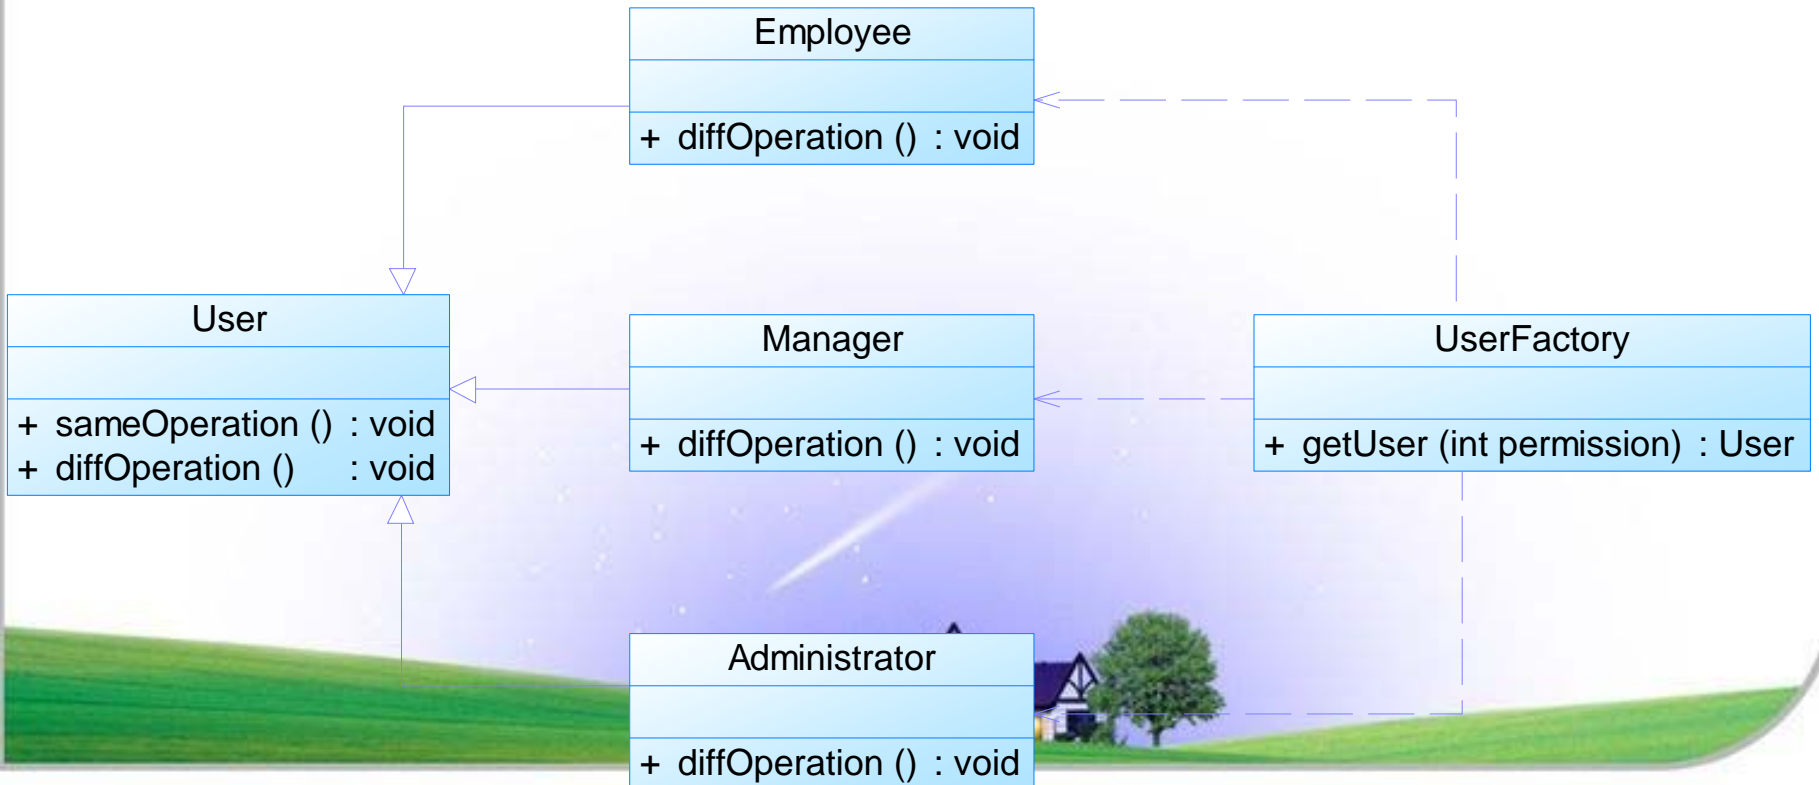 Employee
+ diffOperation () : void
User
+ sameOperation () : void
+ diffOperation () : void
Manager
+ diffOperation () : void
UserFactory
+ getUser (int permission) : User
Administrator
+ diffOperation () : void